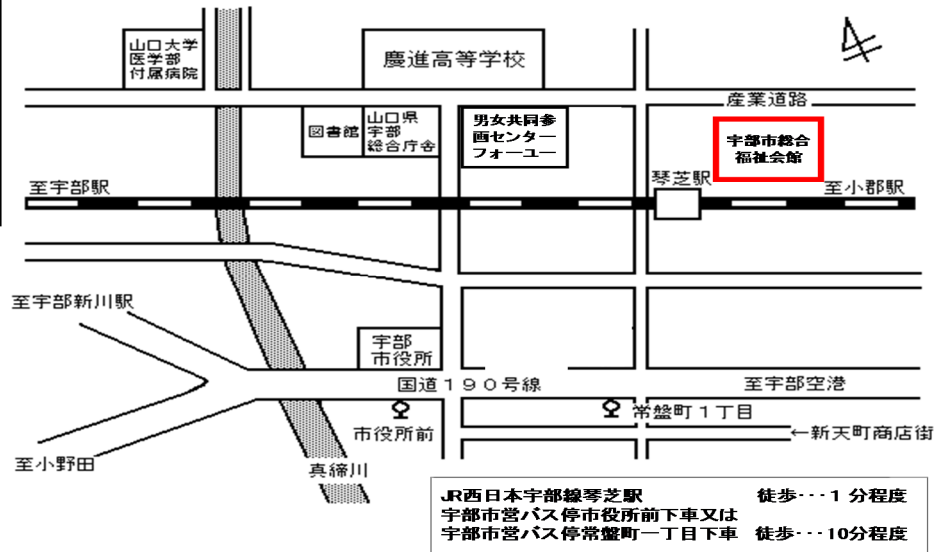 山口大学
医学部
付属病院
慶進高等学校
産業道路
図書館
山口県
宇部
総合庁舎
男女共同参
画センター
フォーユー
宇部市総合
福祉会館
琴芝駅
至宇部駅
至小郡駅
至宇部新川駅
宇部
市役所
国道190号線
至宇部空港
市役所前
常盤町1丁目
←新天町商店街
至小野田
真締川
JR西日本宇部線琴芝駅 徒歩・・・1分程度
宇部市営バス停市役所前下車又は
宇部市営バス停常盤町一丁目下車 徒歩・・・10分程度